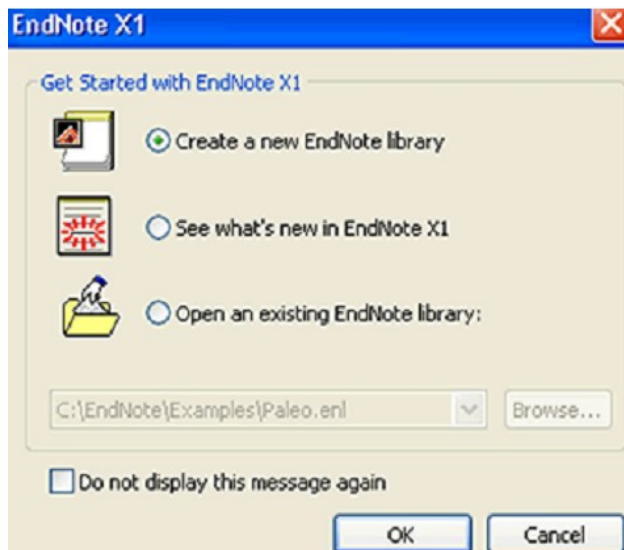 EndNote X1
Get Started with EndNote X1
Create a new EndNote library
See what's new in EndNote X1
Open an existing EndNote library:
C:\EndNote\Examples\Paleo.enl
Browse...
Do not display this message again
OK
Cancel